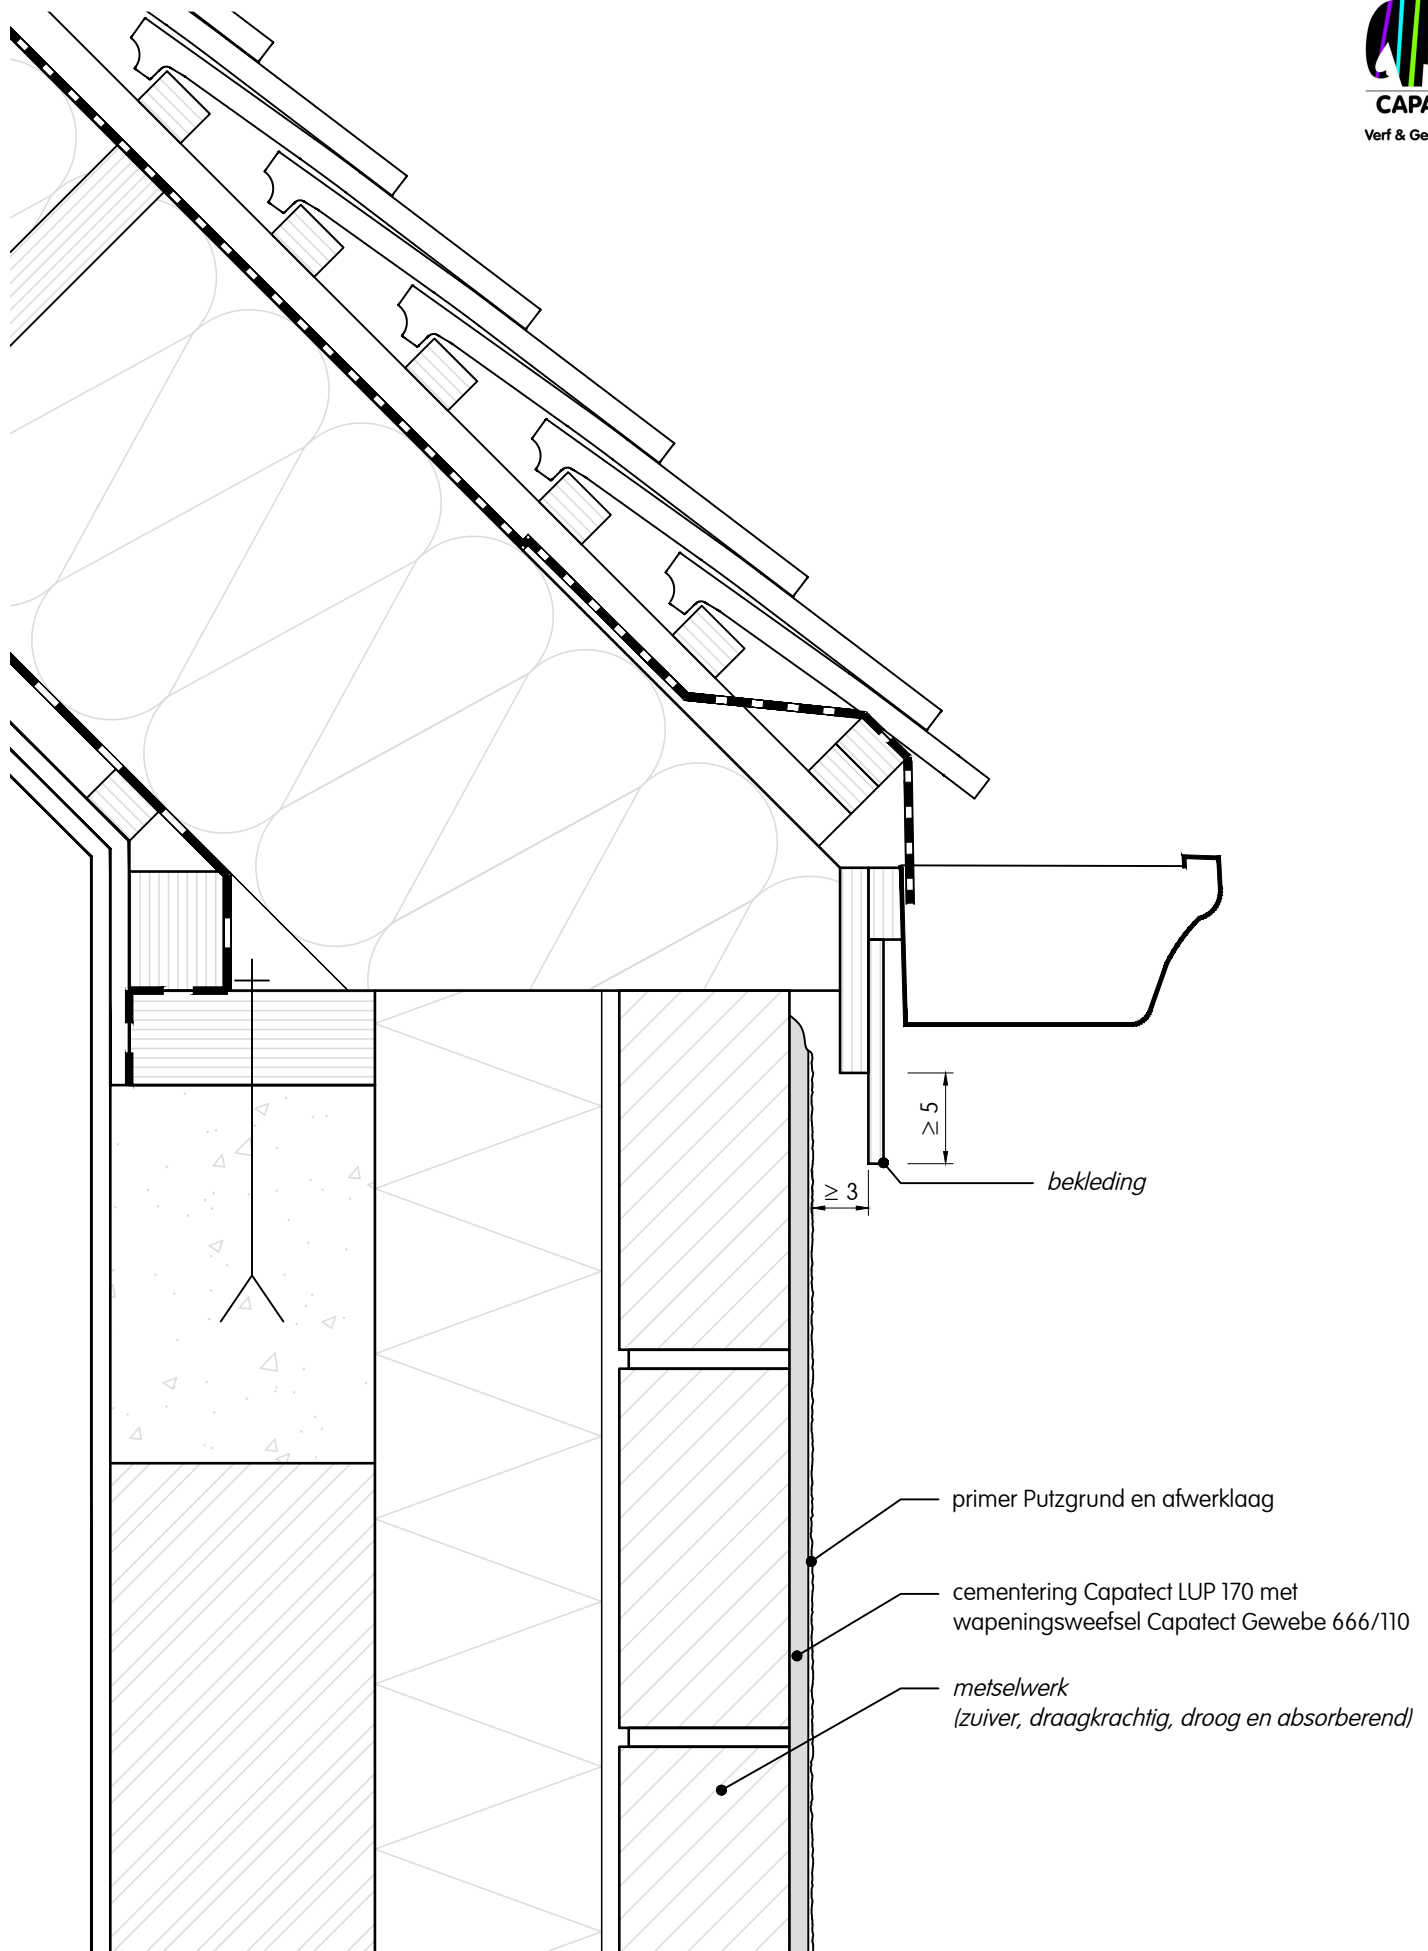 CAPA
Verf & Ge
≥ 5
bekleding
≥ 3
primer Putzgrund en afwerklaag
cementering Capatect LUP 170 met
wapeningsweefsel Capatect Gewebe 666/110
metselwerk
(zuiver, draagkrachtig, droog en absorberend)